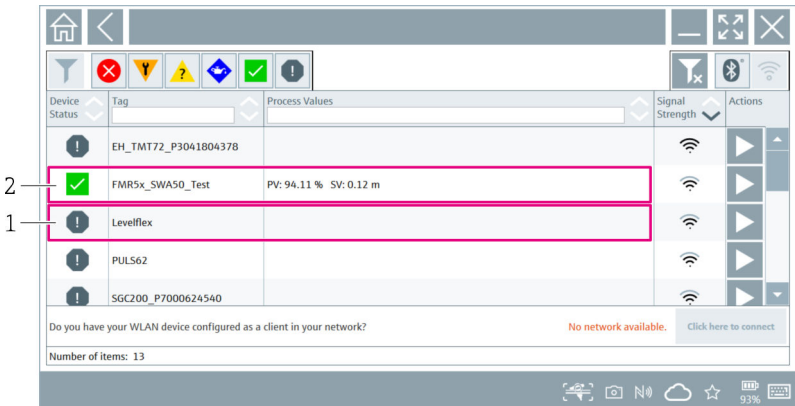 Device Status
Tag
Process Values
Signal Strength
Actions
EH_TMT72_P3041804378
2
FMR5x_SWA50_Test PV: 94.11 % SV: 0.12 m
1
Levelflex
PULS62
SGC200_P7000624540
Do you have your WLAN device configured as a client in your network? No network available. Click here to connect
Number of items: 13
93%